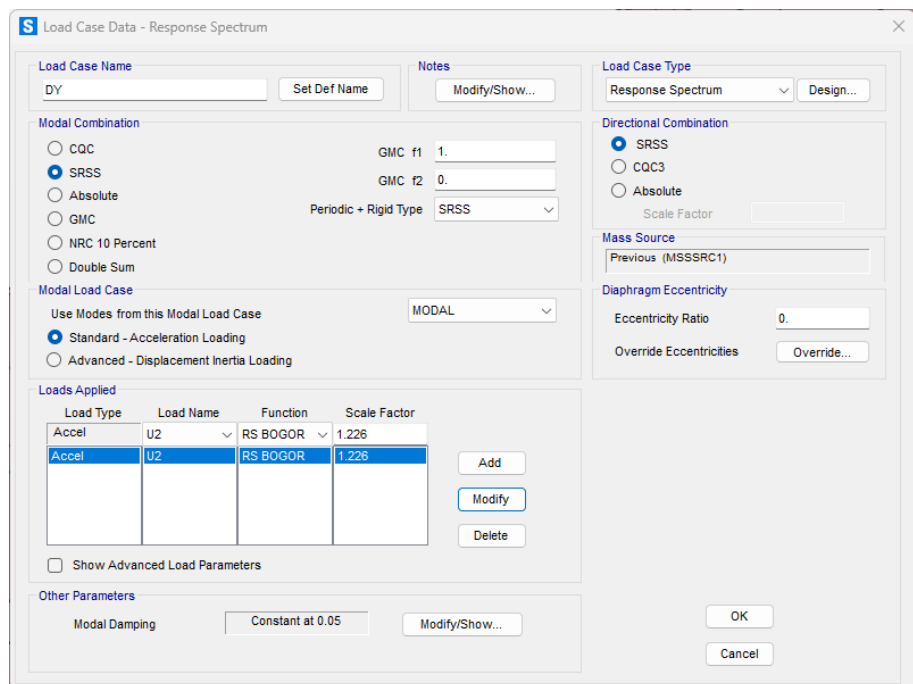 S Load Case Data - Response Spectrum
Load Case Name
DY
Set Def Name
Notes
Modify/Show...
Load Case Type
Response Spectrum
Design...
Modal Combination
CQC
SRSS
Absolute
GMC
NRC 10 Percent
Double Sum
GMC f1 1.
GMC f2 0.
Periodic + Rigid Type SRSS
Directional Combination
SRSS
CQC3
Absolute
Scale Factor
Mass Source
Previous (MSSSRC1)
Modal Load Case
Use Modes from this Modal Load Case MODAL
Standard - Acceleration Loading
Advanced - Displacement Inertia Loading
Diaphragm Eccentricity
Eccentricity Ratio 0.
Override Eccentricities Override...
Loads Applied
Load Type Load Name Function Scale Factor
Accel U2 RS BOGOR 1.226
Accel U2 RS BOGOR 1.226
Add
Modify
Delete
Show Advanced Load Parameters
Other Parameters
Modal Damping Constant at 0.05 Modify/Show...
OK
Cancel